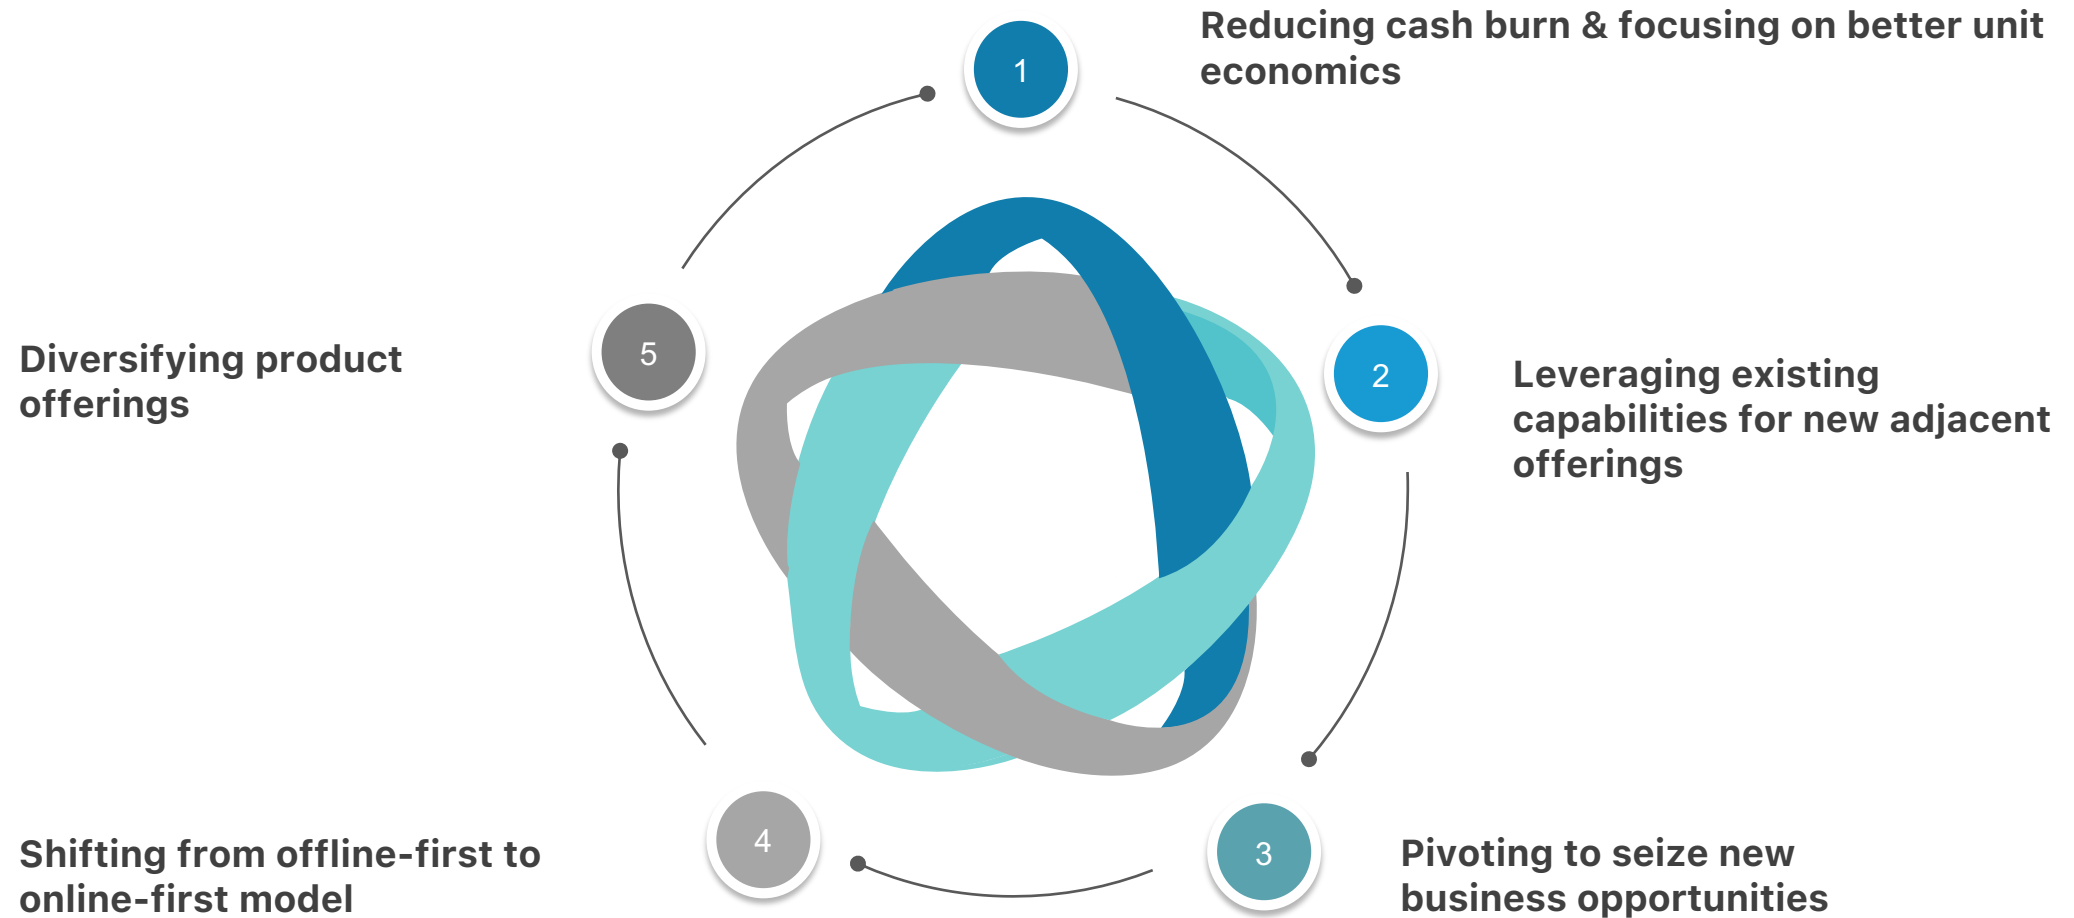 1
Reducing cash burn & focusing on better unit
economics
2
Leveraging existing
capabilities for new adjacent
offerings
3
Pivoting to seize new
business opportunities
4
Shifting from offline-first to
online-first model
5
Diversifying product
offerings